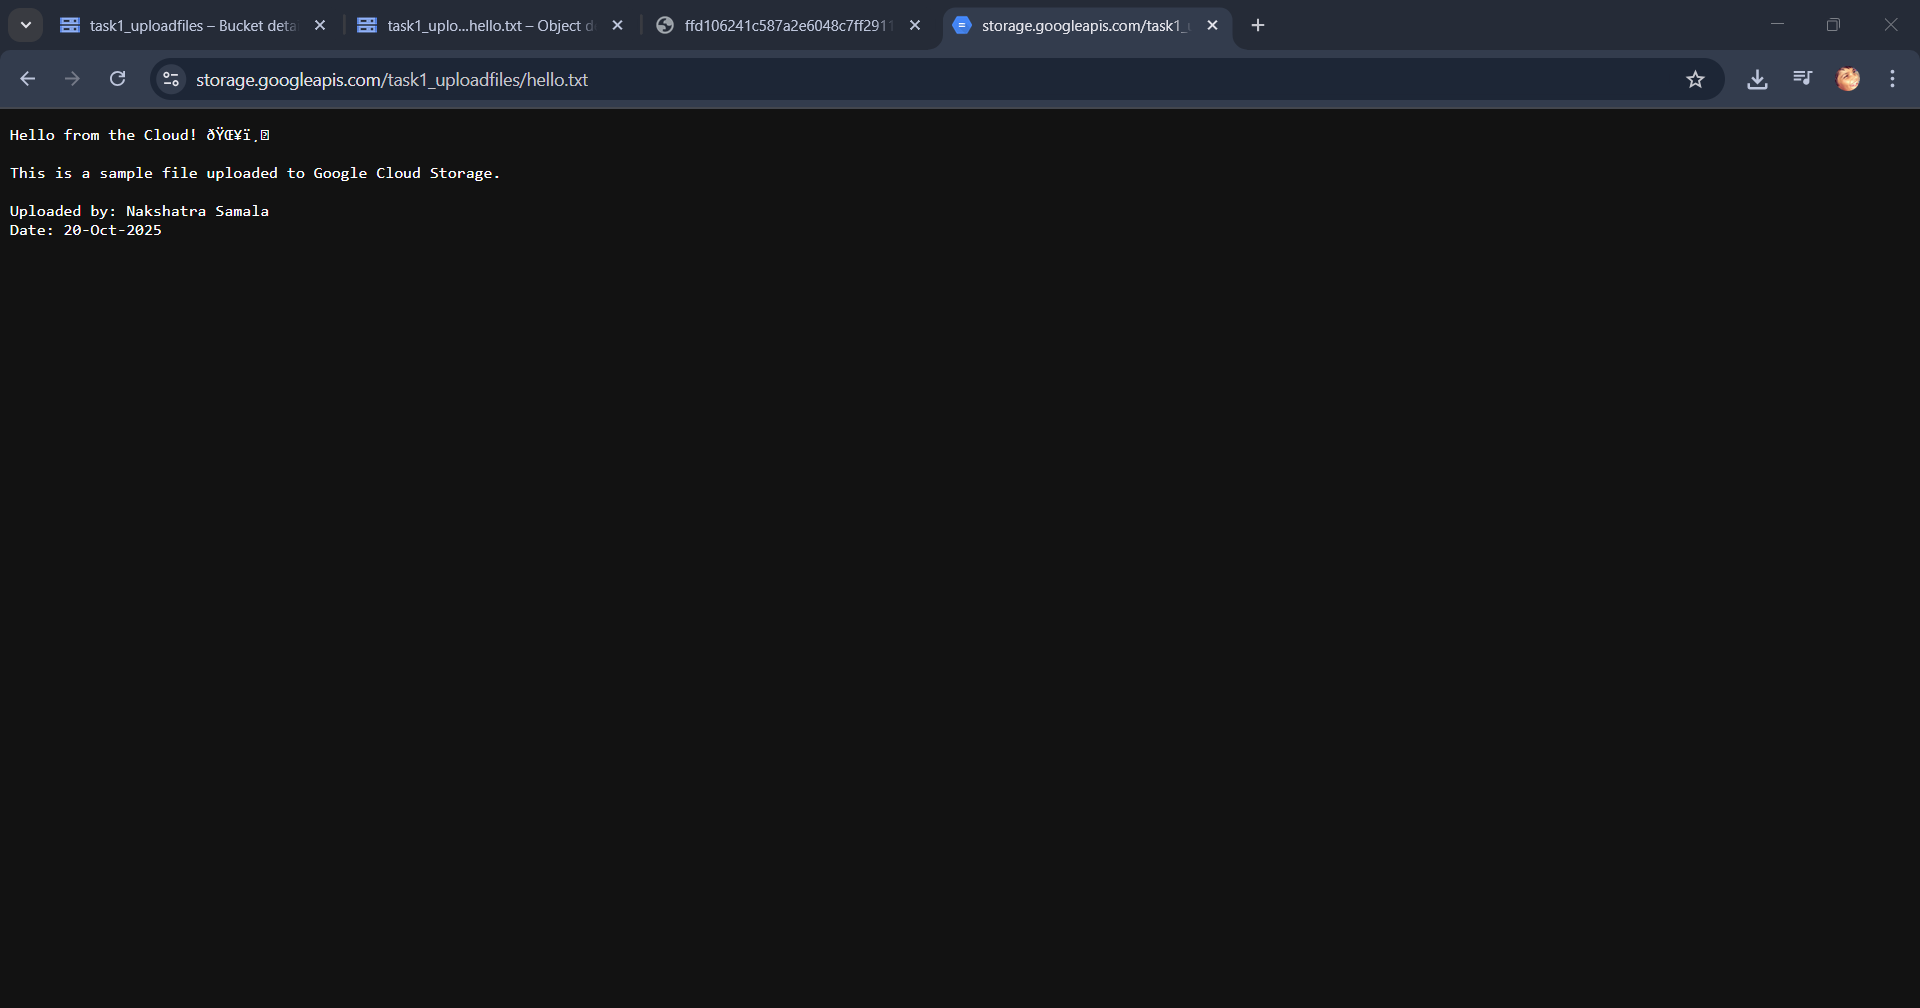 task1_uploadfiles – Bucket deta
task1_uplo...hello.txt – Object d
ffd106241c587a2e6048c7ff2911
storage.googleapis.com/task1_
storage.googleapis.com/task1_uploadfiles/hello.txt
Hello from the Cloud! ðŸŒ¥ï¸
This is a sample file uploaded to Google Cloud Storage.
Uploaded by: Nakshatra Samala
Date: 20-Oct-2025